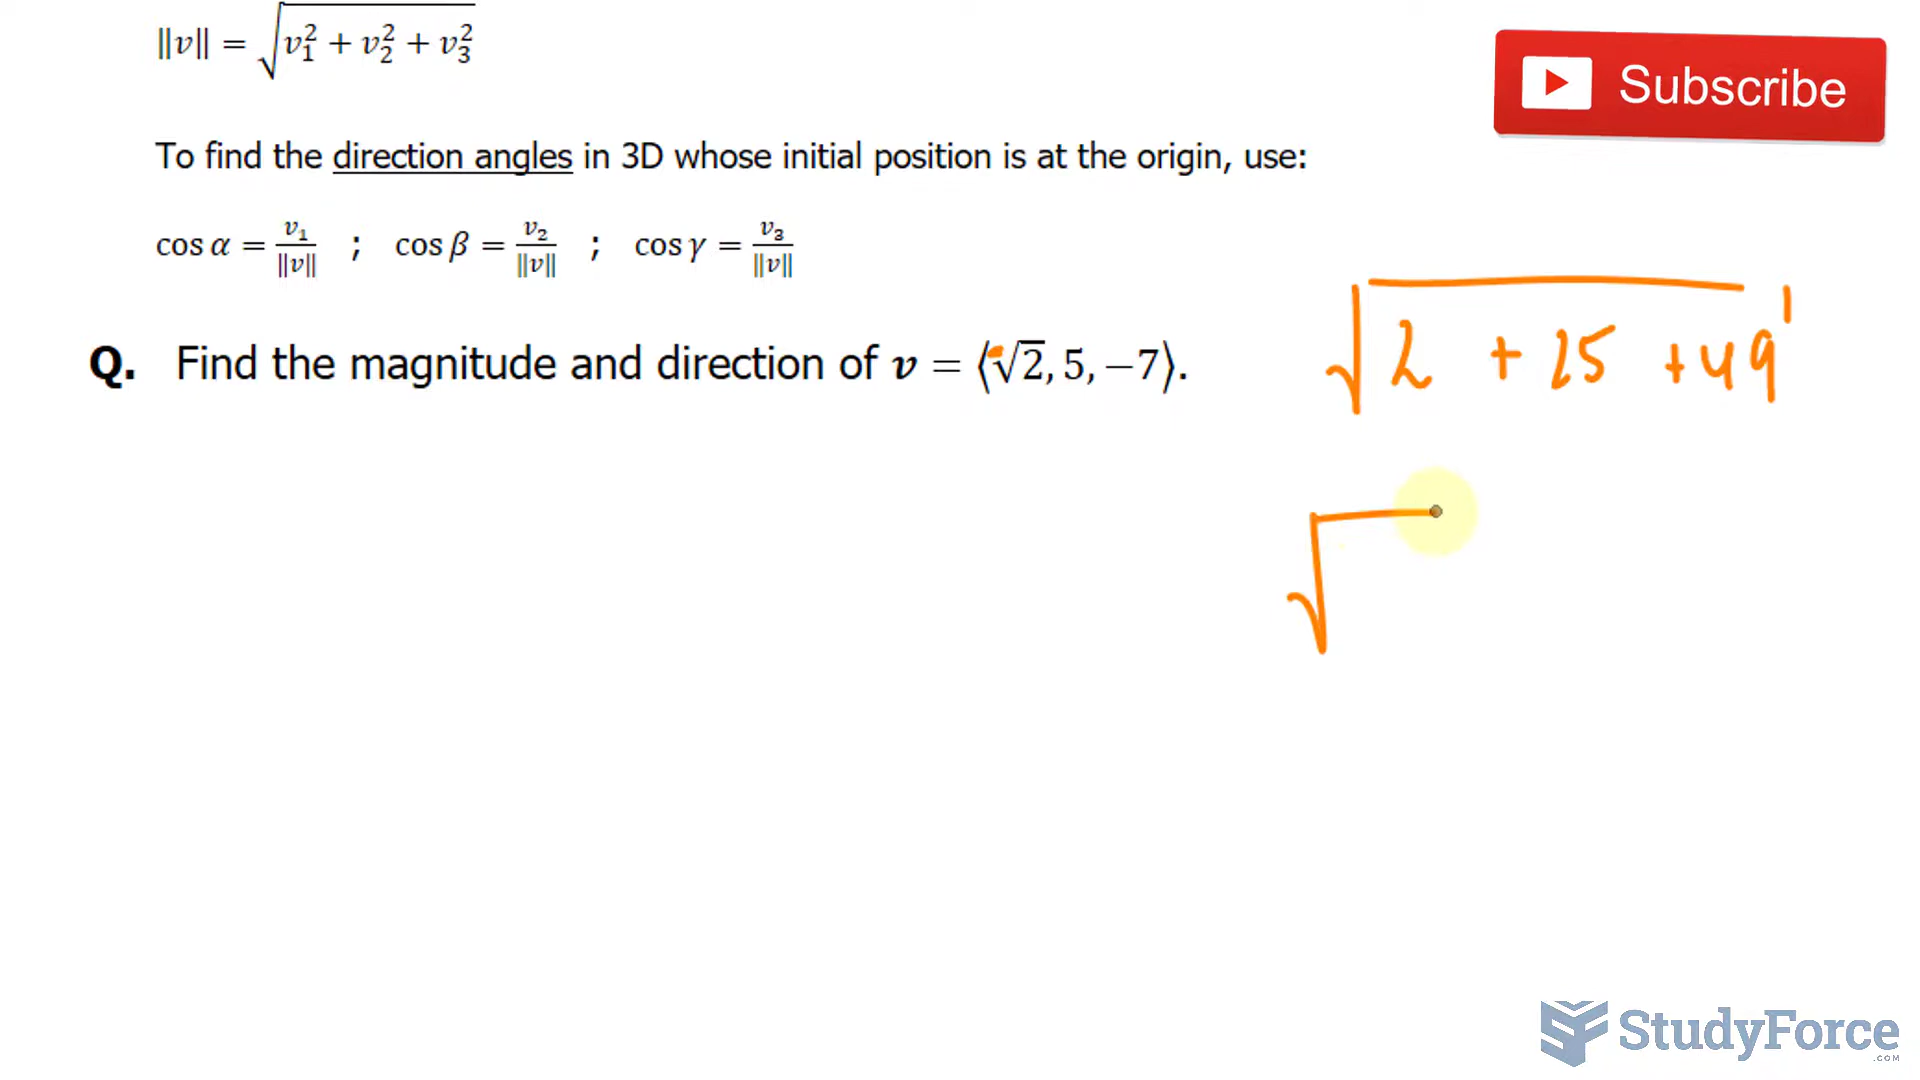 ‖v‖ = √(v₁² + v₂² + v₃²)
Subscribe
To find the direction angles in 3D whose initial position is at the origin, use:
cos α = v₁/‖v‖ ; cos β = v₂/‖v‖ ; cos γ = v₃/‖v‖
Q. Find the magnitude and direction of v = ⟨√2, 5, −7⟩.
√(2 + 25 + 49)
√
StudyForce
.COM